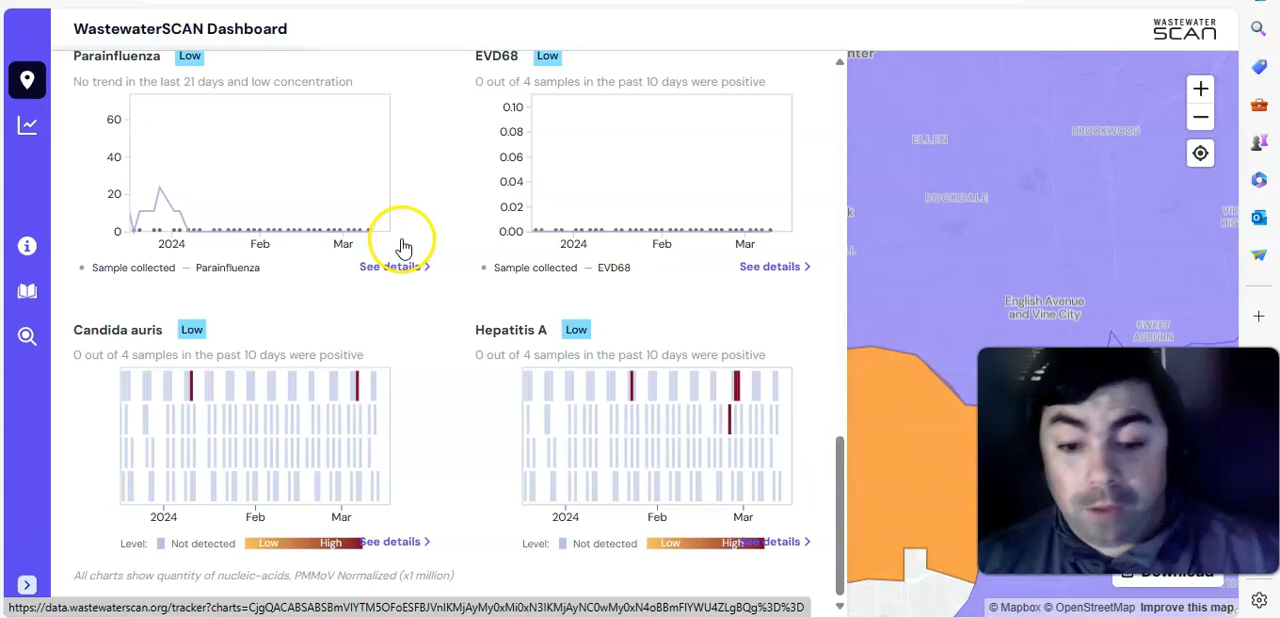 WastewaterSCAN Dashboard
WASTEWATER
SCAN
Parainfluenza Low
No trend in the last 21 days and low concentration
60
40
20
0
2024 Feb Mar
Sample collected Parainfluenza
See details >
EVD68 Low
0 out of 4 samples in the past 10 days were positive
0.10
0.08
0.06
0.04
0.02
0.00
2024 Feb Mar
Sample collected EVD68
See details >
Candida auris Low
0 out of 4 samples in the past 10 days were positive
2024 Feb Mar
Level: Not detected Low High
See details >
Hepatitis A Low
0 out of 4 samples in the past 10 days were positive
2024 Feb Mar
Level: Not detected Low High
details >
All charts show quantity of nucleic-acids, PMMoV Normalized (x1 million)
ELLEN
BROOKWOOD
ROCKDALE
English Avenue
and Vine City
SWEET
AUBURN
Download
© Mapbox © OpenStreetMap Improve this map